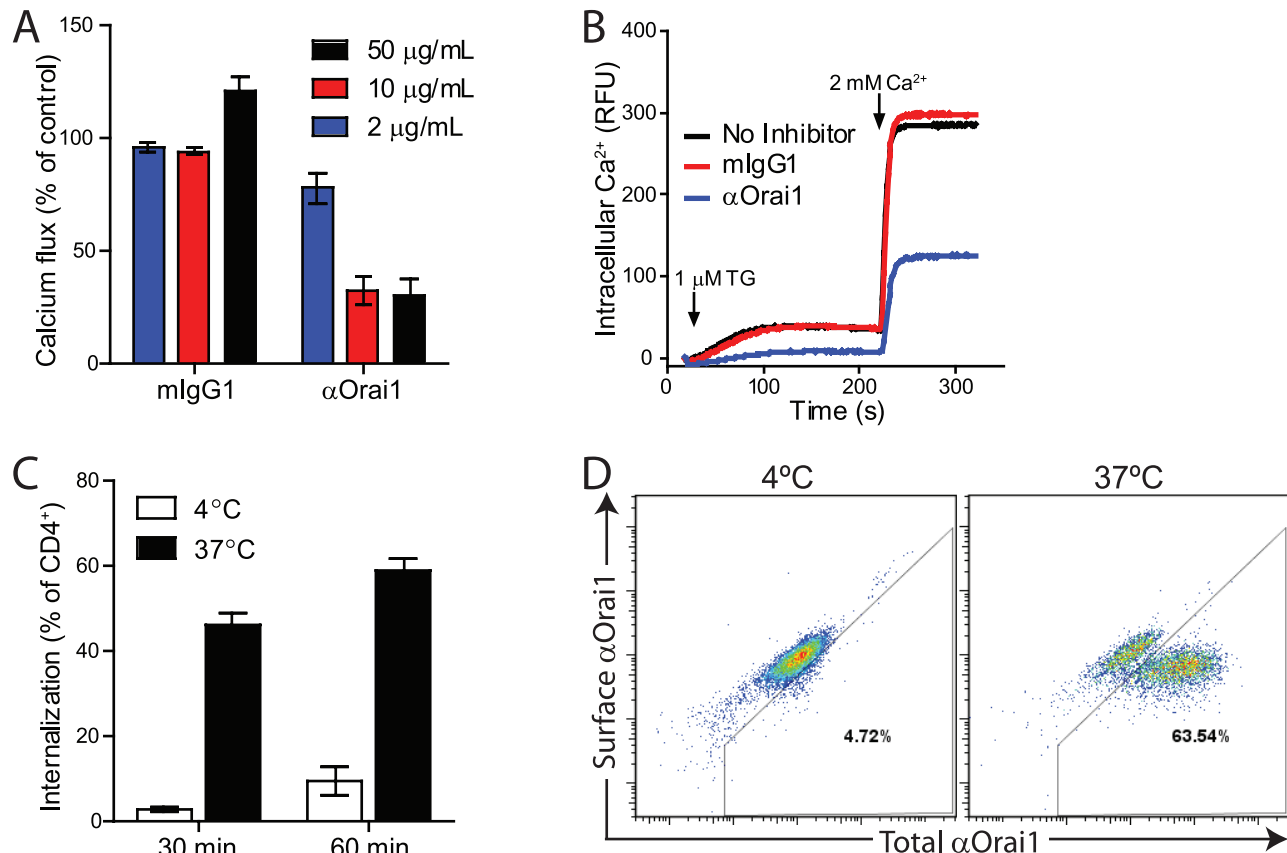 A
Calcium flux (% of control)
150
100
50
0
50 μg/mL
10 μg/mL
2 μg/mL
mIgG1
αOrai1
B
Intracellular Ca²⁺ (RFU)
400
300
200
100
0
No Inhibitor
mIgG1
αOrai1
1 μM TG
2 mM Ca²⁺
0
100
200
300
Time (s)
C
Internalization (% of CD4⁺)
80
60
40
20
0
4°C
37°C
30 min
60 min
D
4ºC
37ºC
Surface αOrai1
4.72%
63.54%
Total αOrai1